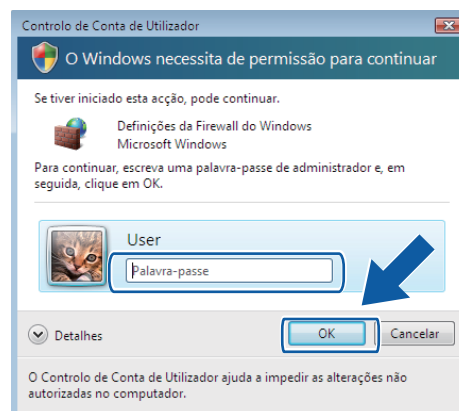 Controlo de Conta de Utilizador
O Windows necessita de permissão para continuar
Se tiver iniciado esta acção, pode continuar.
Definições da Firewall do Windows
Microsoft Windows
Para continuar, escreva uma palavra-passe de administrador e, em
seguida, clique em OK.
User
Palavra-passe
Detalhes
OK
Cancelar
O Controlo de Conta de Utilizador ajuda a impedir as alterações não
autorizadas no computador.